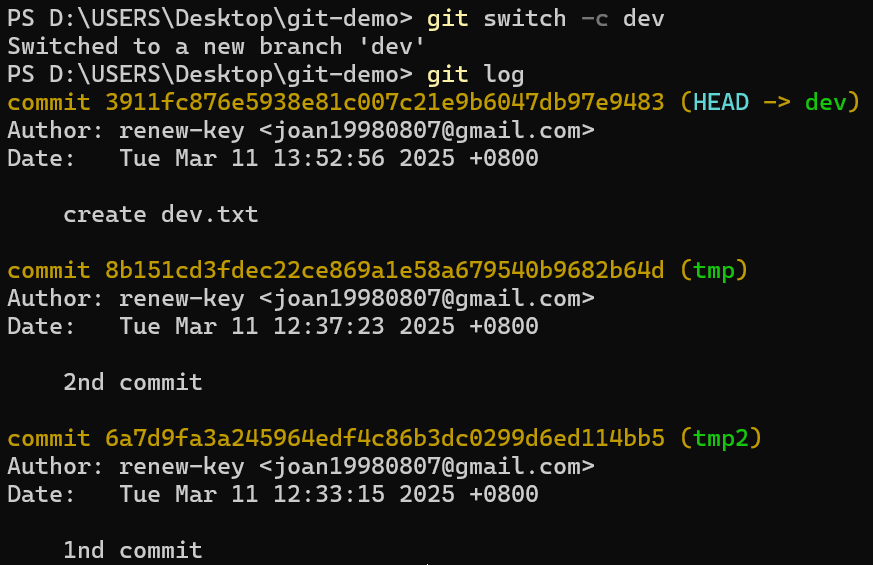 PS D:\USERS\Desktop\git-demo> git switch -c dev
Switched to a new branch 'dev'
PS D:\USERS\Desktop\git-demo> git log
commit 3911fc876e5938e81c007c21e9b6047db97e9483 (HEAD -> dev)
Author: renew-key <joan19980807@gmail.com>
Date:   Tue Mar 11 13:52:56 2025 +0800
    create dev.txt
commit 8b151cd3fdec22ce869a1e58a679540b9682b64d (tmp)
Author: renew-key <joan19980807@gmail.com>
Date:   Tue Mar 11 12:37:23 2025 +0800
    2nd commit
commit 6a7d9fa3a245964edf4c86b3dc0299d6ed114bb5 (tmp2)
Author: renew-key <joan19980807@gmail.com>
Date:   Tue Mar 11 12:33:15 2025 +0800
    1nd commit